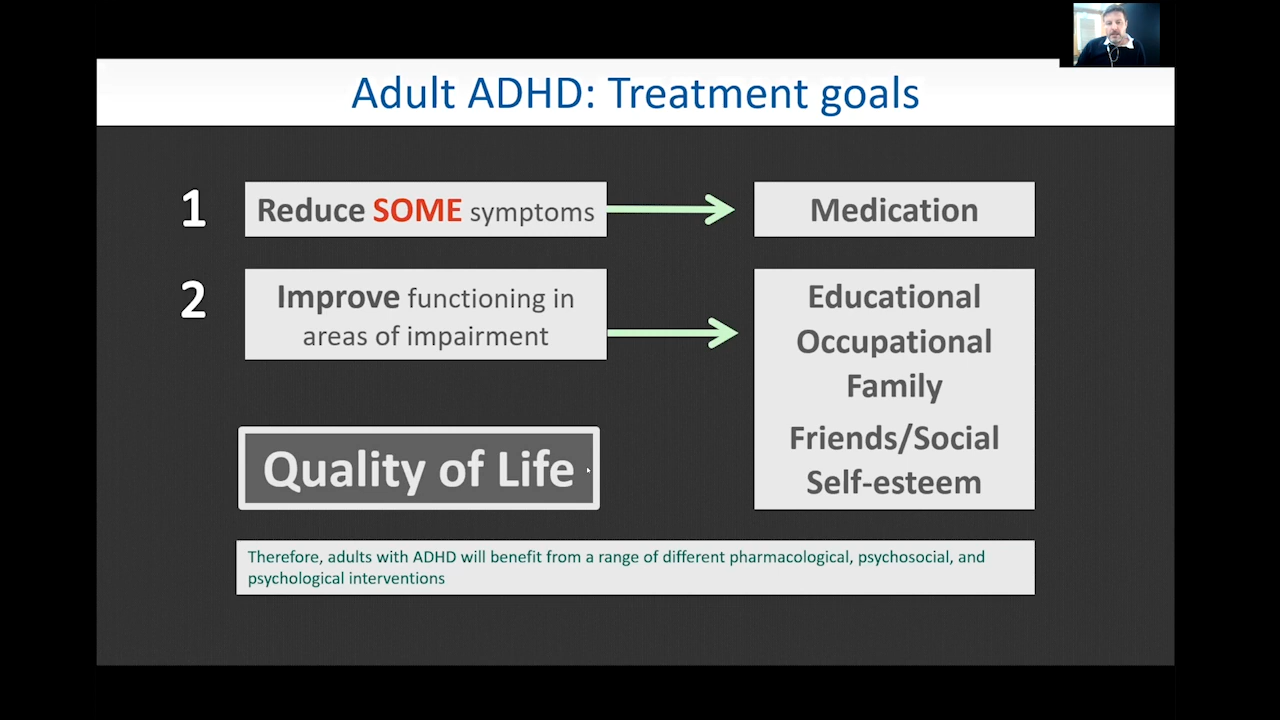 Adult ADHD: Treatment goals
1
Reduce SOME symptoms
Medication
2
Improve functioning in
areas of impairment
Educational
Occupational
Family
Friends/Social
Self-esteem
Quality of Life
Therefore, adults with ADHD will benefit from a range of different pharmacological, psychosocial, and
psychological interventions